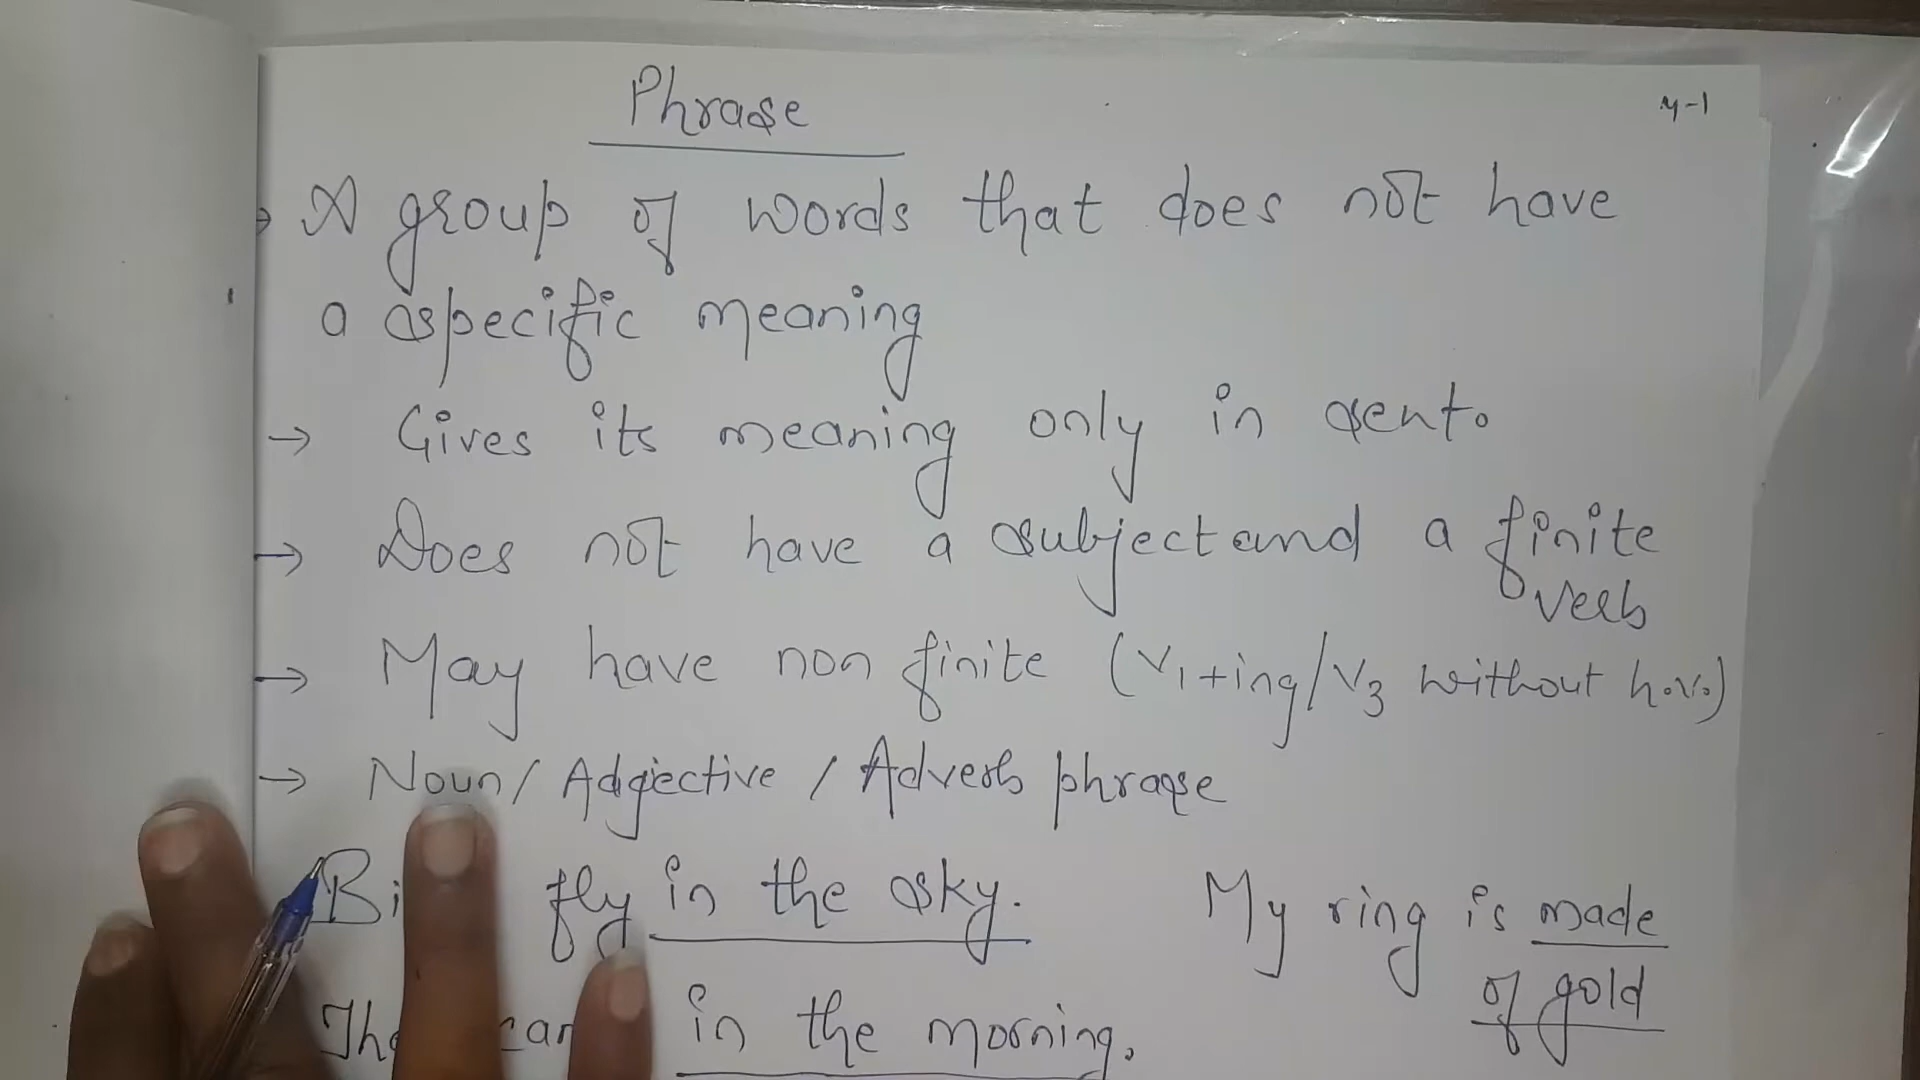 Phrase
y-1
A group of words that does not have
a specific meaning
→ Gives its meaning only in sent.
→ Does not have a subject and a finite
verb
→ May have non finite (V1+ing/V3 without h.v.)
→ Noun/ Adjective / Adverb phrase
fly in the sky.
My ring is made
of gold
in the morning.